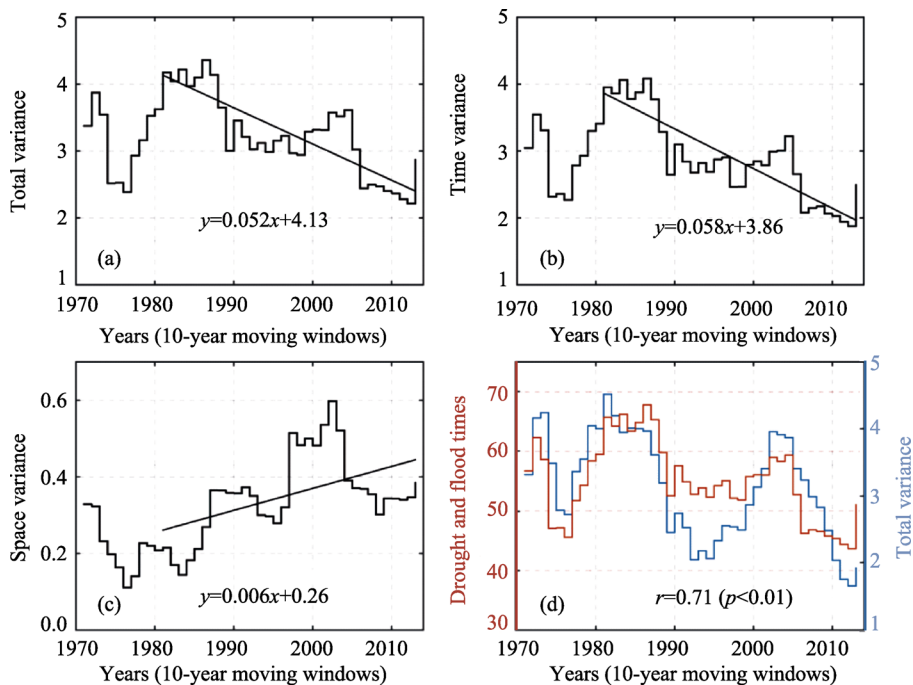 5
4
3
2
1
Total variance
y=0.052x+4.13
(a)
1970 1980 1990 2000 2010
Years (10-year moving windows)
5
4
3
2
1
Time variance
y=0.058x+3.86
(b)
1970 1980 1990 2000 2010
Years (10-year moving windows)
0.6
0.4
0.2
0.0
Space variance
y=0.006x+0.26
(c)
1970 1980 1990 2000 2010
Years (10-year moving windows)
70
60
50
40
30
Drought and flood times
5
4
3
2
1
Total variance
r=0.71 (p<0.01)
(d)
1970 1980 1990 2000 2010
Years (10-year moving windows)